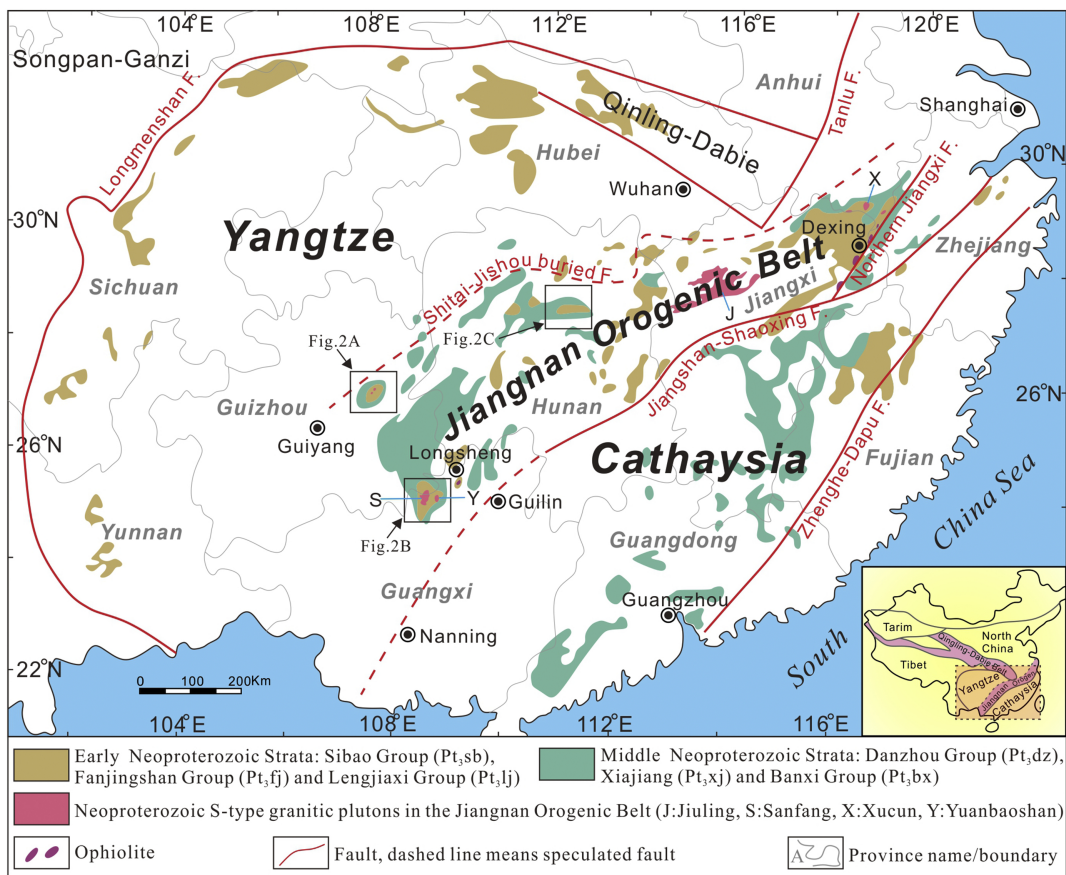 104°E
112°E
116°E
120°E
Songpan-Ganzi
Longmenshan F.
Qinling-Dabie
Anhui
Tanlu F.
Shanghai
Hubei
30°N
Wuhan
X
30°N
Yangtze
Dexing
Northern Jiangxi F.
Zhejiang
Sichuan
Shitai-Jishou buried F.
Jiangnan Orogenic Belt
Jiangxi
J
Fig.2C
Fig.2A
Jiangshan-Shaoxing F.
26°N
Guizhou
Hunan
Guiyang
26°N
Longsheng
Cathaysia
Fujian
Zhenghe-Dapu F.
S
Y
Guilin
Yunnan
Fig.2B
Guangdong
South China Sea
Guangxi
Guangzhou
Nanning
22°N
0 100 200Km
Tarim
North
China
Qingling-Dabie Belt
Tibet
Yangtze
Jiangnan Orogen
Cathaysia
104°E
108°E
112°E
116°E
Early Neoproterozoic Strata: Sibao Group (Pt₃sb),
Fanjingshan Group (Pt₃fj) and Lengjiaxi Group (Pt₃lj)
Middle Neoproterozoic Strata: Danzhou Group (Pt₃dz),
Xiajiang (Pt₃xj) and Banxi Group (Pt₃bx)
Neoproterozoic S-type granitic plutons in the Jiangnan Orogenic Belt (J:Jiuling, S:Sanfang, X:Xucun, Y:Yuanbaoshan)
Ophiolite
Fault, dashed line means speculated fault
A
Province name/boundary